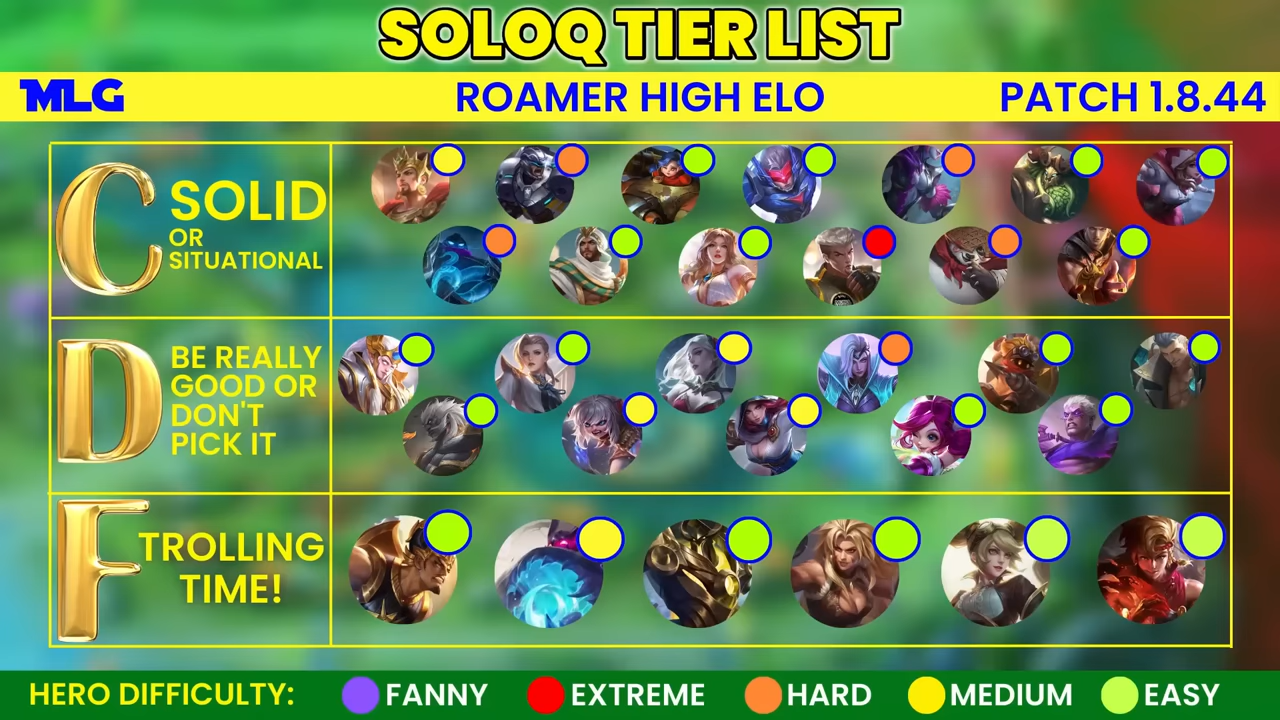 SOLOQ TIER LIST
MLG
ROAMER HIGH ELO
PATCH 1.8.44
C
SOLID
OR
SITUATIONAL
D
BE REALLY
GOOD OR
DON'T
PICK IT
F
TROLLING
TIME!
HERO DIFFICULTY: FANNY EXTREME HARD MEDIUM EASY